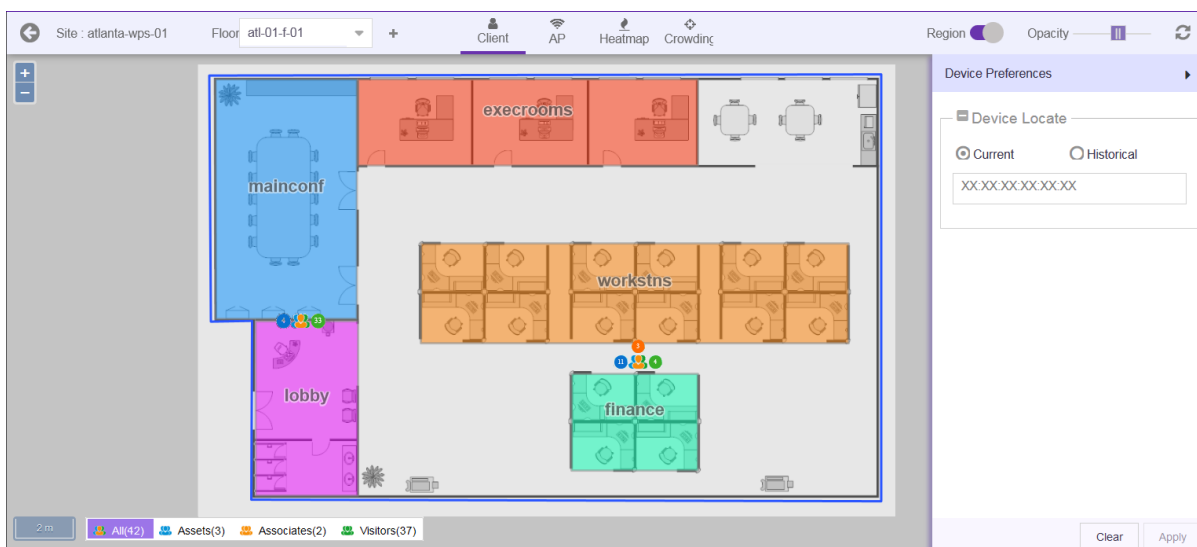 Site : atlanta-wps-01
Floor
atl-01-f-01
+
Client
AP
Heatmap
Crowding
Region
Opacity
+
−
Device Preferences
Device Locate
Current
Historical
XX:XX:XX:XX:XX:XX
execrooms
mainconf
workstns
4
33
11
4
lobby
finance
2 m
All(42)
Assets(3)
Associates(2)
Visitors(37)
Clear
Apply